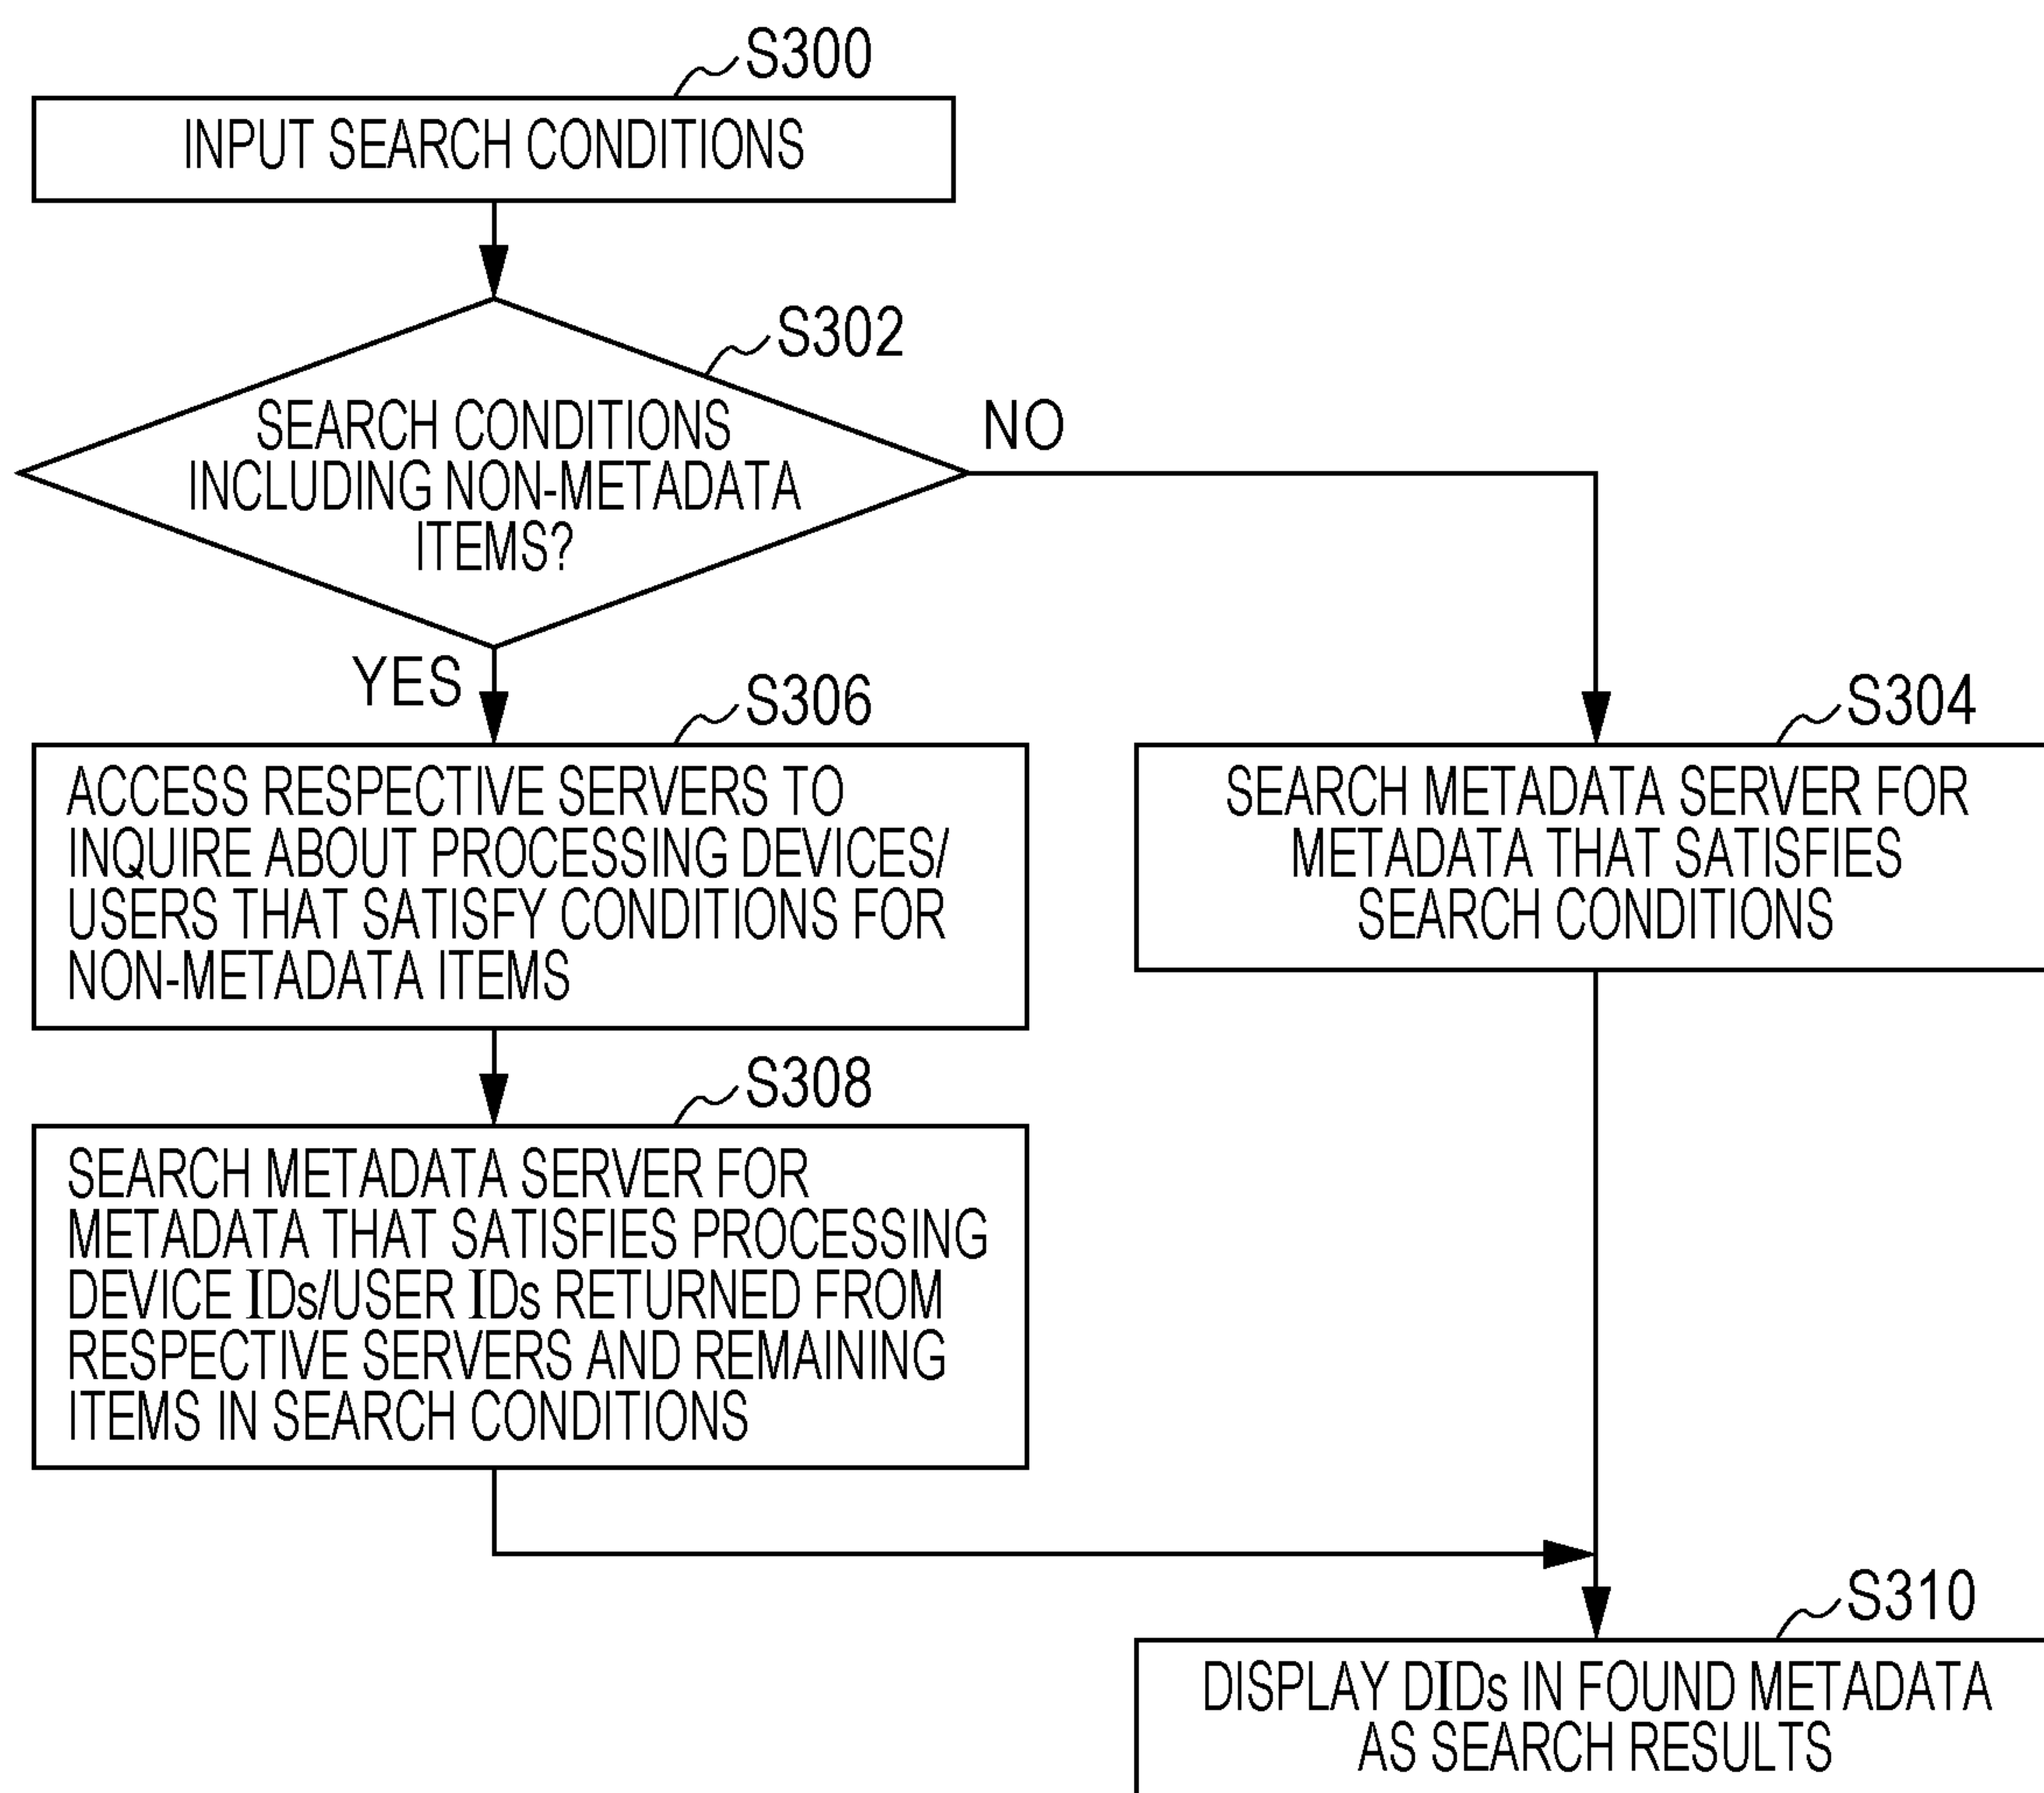 S300
INPUT SEARCH CONDITIONS
S302
SEARCH CONDITIONS
INCLUDING NON-METADATA
ITEMS?
NO
YES
S306
ACCESS RESPECTIVE SERVERS TO
INQUIRE ABOUT PROCESSING DEVICES/
USERS THAT SATISFY CONDITIONS FOR
NON-METADATA ITEMS
S304
SEARCH METADATA SERVER FOR
METADATA THAT SATISFIES
SEARCH CONDITIONS
S308
SEARCH METADATA SERVER FOR
METADATA THAT SATISFIES PROCESSING
DEVICE IDs/USER IDs RETURNED FROM
RESPECTIVE SERVERS AND REMAINING
ITEMS IN SEARCH CONDITIONS
S310
DISPLAY DIDs IN FOUND METADATA
AS SEARCH RESULTS